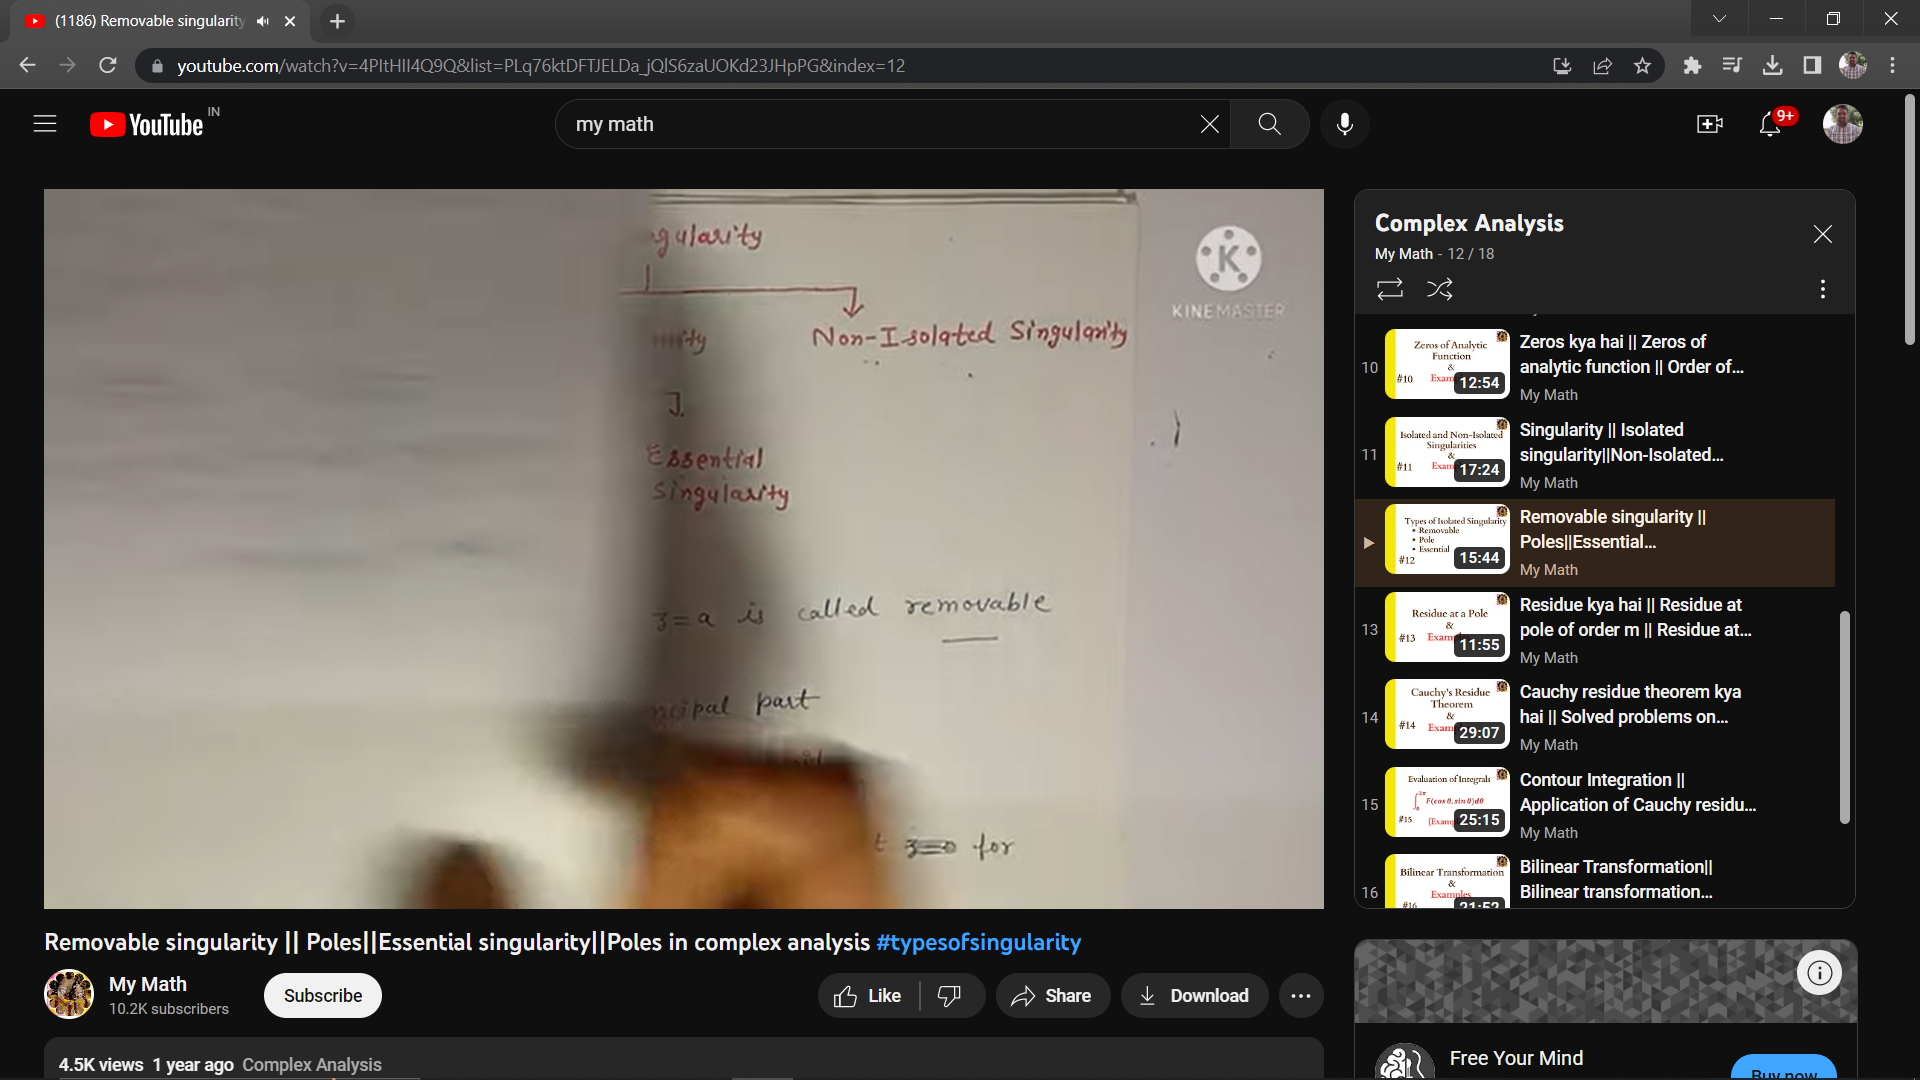 (1186) Removable singularity
youtube.com/watch?v=4PItHII4Q9Q&list=PLq76ktDFTJELDa_jQlS6zaUOKd23JHpPG&index=12
YouTube IN
my math
9+
gularity
Non-Isolated Singularity
Essential
Singularity
z=a is called removable
ncipal part
for
K
KINEMASTER
Complex Analysis
My Math - 12 / 18
10
Zeros of Analytic
Function
&
#10 Exam
12:54
Zeros kya hai || Zeros of
analytic function || Order of...
My Math
11
Isolated and Non-Isolated
Singularities
&
#11 Exam
17:24
Singularity || Isolated
singularity||Non-Isolated...
My Math
Types of Isolated Singularity
• Removable
• Pole
• Essential
#12
15:44
Removable singularity ||
Poles||Essential...
My Math
13
Residue at a Pole
&
#13 Exam
11:55
Residue kya hai || Residue at
pole of order m || Residue at...
My Math
14
Cauchy's Residue
Theorem
&
#14 Exam
29:07
Cauchy residue theorem kya
hai || Solved problems on...
My Math
15
Evaluation of Integrals
F(cos θ, sin θ)dθ
#15 (Examp
25:15
Contour Integration ||
Application of Cauchy residu...
My Math
16
Bilinear Transformation
&
Examples
#16
21:52
Bilinear Transformation||
Bilinear transformation...
Removable singularity || Poles||Essential singularity||Poles in complex analysis #typesofsingularity
My Math
10.2K subscribers
Subscribe
Like
Share
Download
4.5K views 1 year ago Complex Analysis
Free Your Mind
Buy now